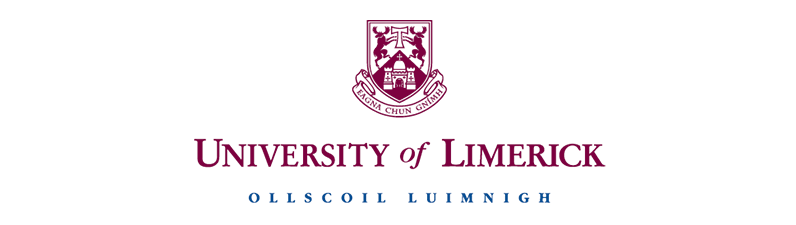 EAGNA CHUN GNÍMH
UNIVERSITY of LIMERICK
OLLSCOIL LUIMNIGH